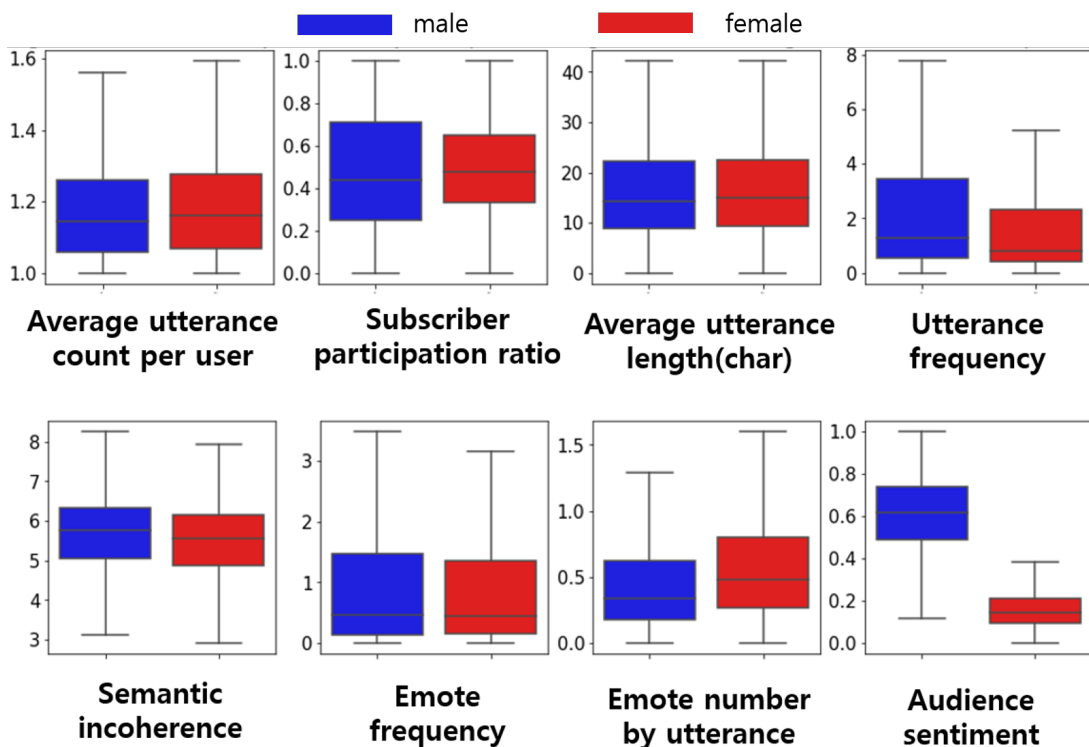 male
female
1.6
1.4
1.2
1.0
1.0
0.8
0.6
0.4
0.2
0.0
40
30
20
10
0
8
6
4
2
0
Average utterance
count per user
Subscriber
participation ratio
Average utterance
length(char)
Utterance
frequency
8
7
6
5
4
3
3
2
1
0
1.5
1.0
0.5
0.0
1.0
0.8
0.6
0.4
0.2
0.0
Semantic
incoherence
Emote
frequency
Emote number
by utterance
Audience
sentiment